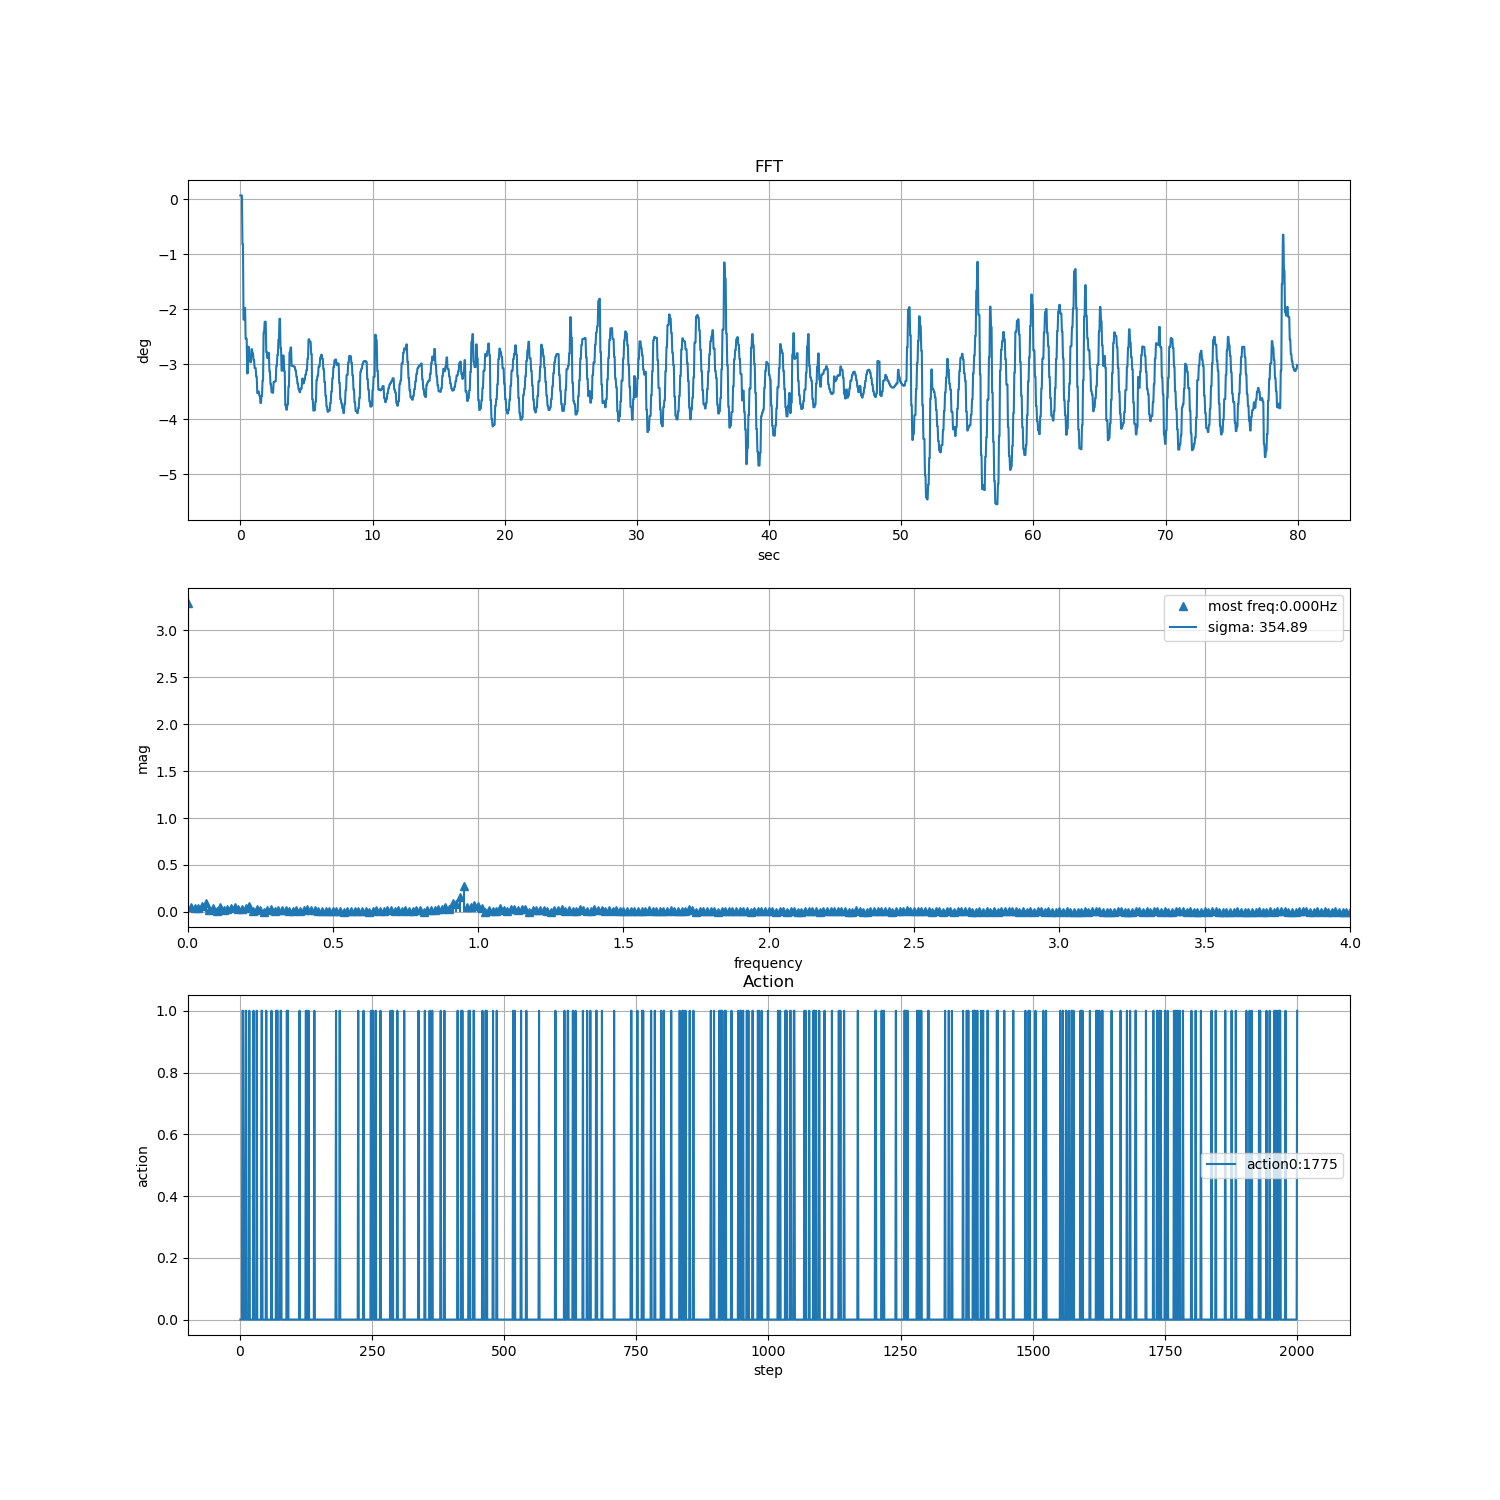 FFT
0
−1
−2
−3
−4
−5
deg
0 10 20 30 40 50 60 70 80
sec
most freq:0.000Hz
sigma: 354.89
3.0
2.5
2.0
1.5
1.0
0.5
0.0
mag
0.0 0.5 1.0 1.5 2.0 2.5 3.0 3.5 4.0
frequency
Action
1.0
0.8
0.6
0.4
0.2
0.0
action
action0:1775
0 250 500 750 1000 1250 1500 1750 2000
step